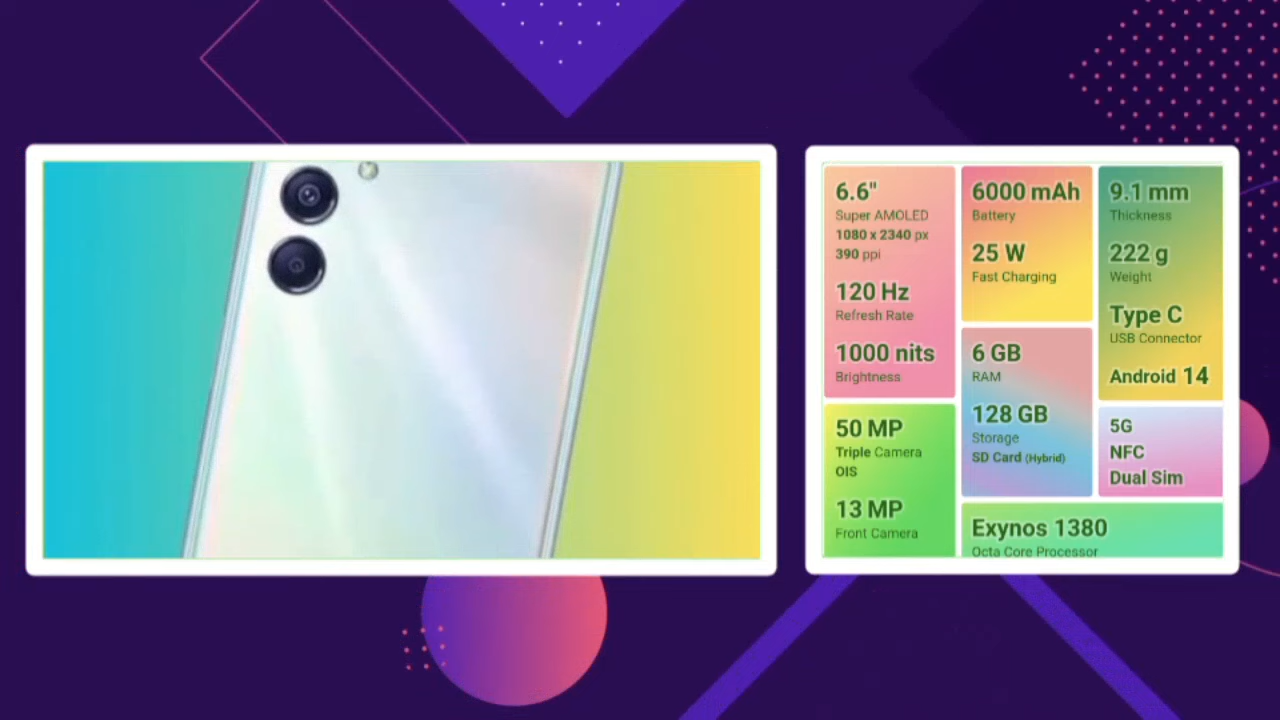 6.6"
Super AMOLED
1080 x 2340 px
390 ppi
120 Hz
Refresh Rate
1000 nits
Brightness
50 MP
Triple Camera
OIS
13 MP
Front Camera
6000 mAh
Battery
25 W
Fast Charging
6 GB
RAM
128 GB
Storage
SD Card (Hybrid)
9.1 mm
Thickness
222 g
Weight
Type C
USB Connector
Android 14
5G
NFC
Dual Sim
Exynos 1380
Octa Core Processor